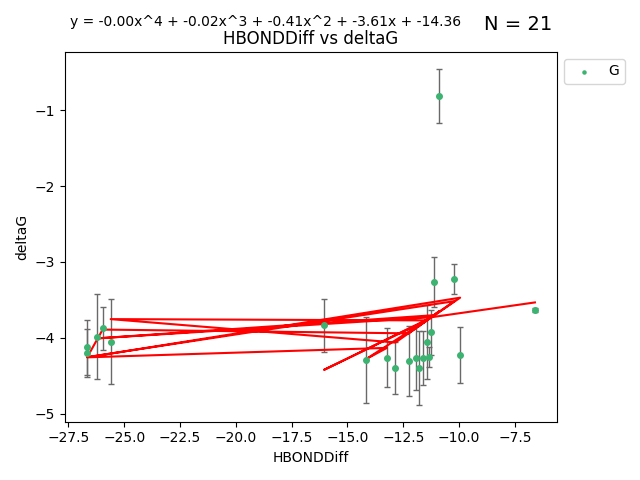 y = -0.00x^4 + -0.02x^3 + -0.41x^2 + -3.61x + -14.36
N = 21
HBONDDiff vs deltaG
G
deltaG
−1
−2
−3
−4
−5
−27.5 −25.0 −22.5 −20.0 −17.5 −15.0 −12.5 −10.0 −7.5
HBONDDiff